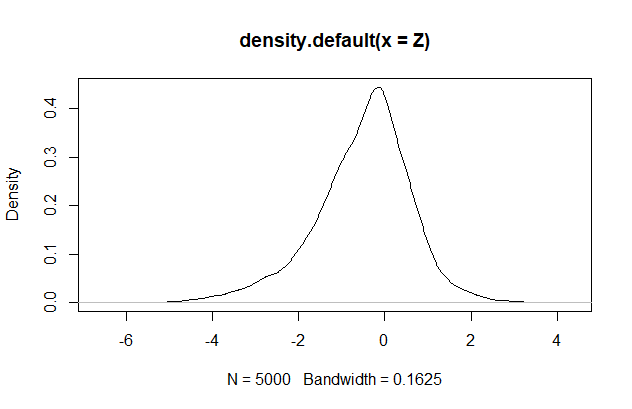 density.default(x = Z)
Density
0.4
0.3
0.2
0.1
0.0
-6 -4 -2 0 2 4
N = 5000 Bandwidth = 0.1625